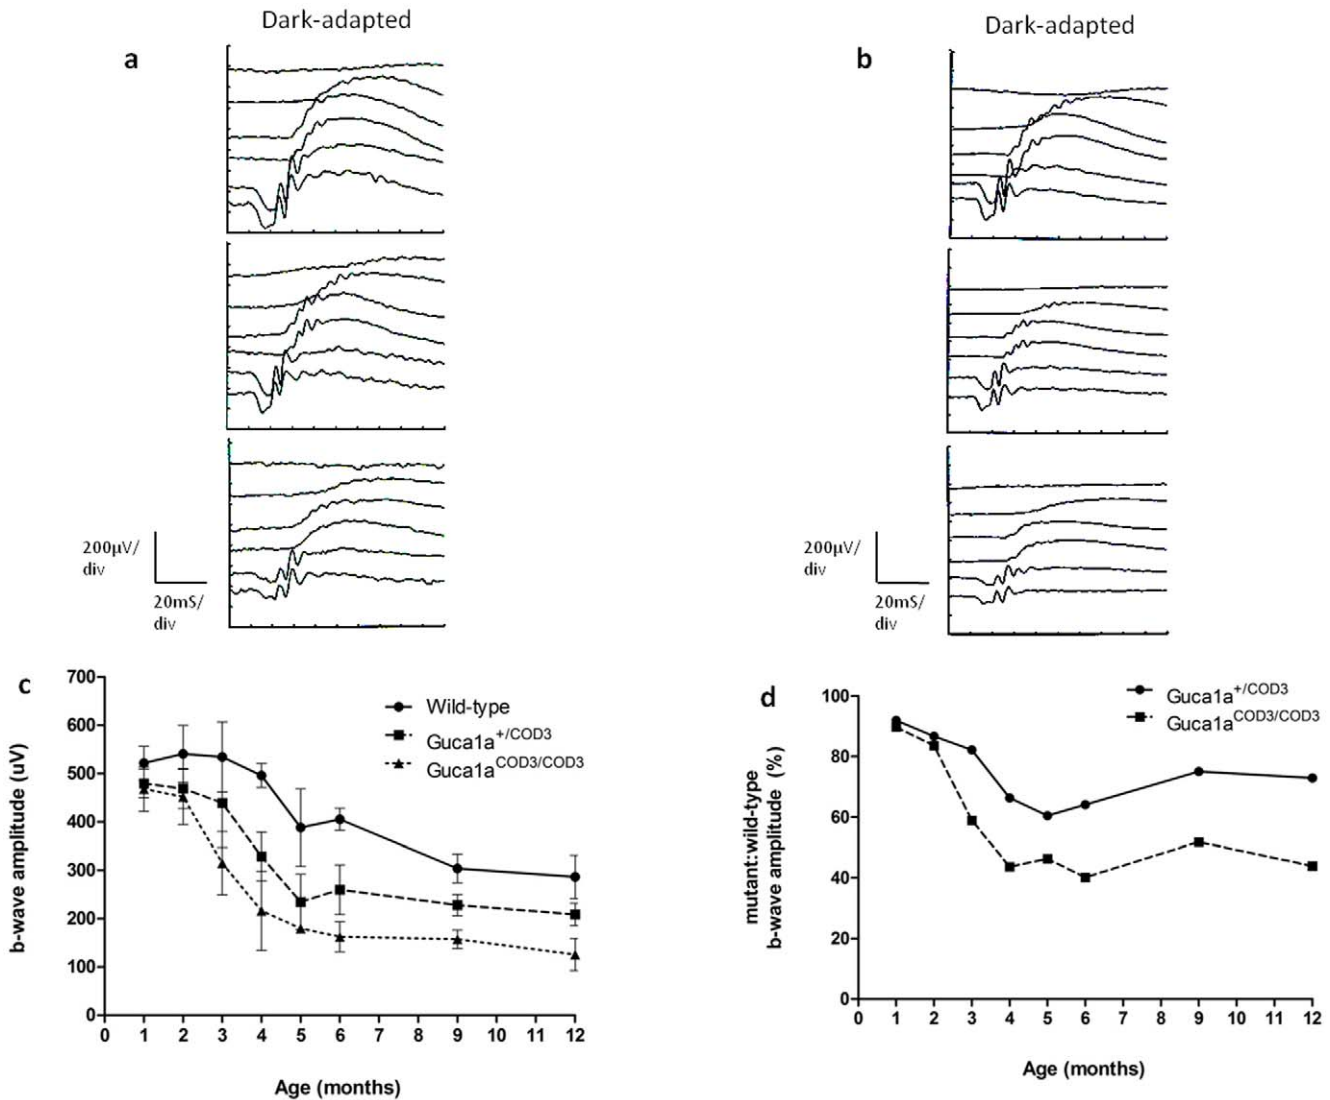 Dark-adapted
Dark-adapted
a
b
200µV/
div
20mS/
div
200µV/
div
20mS/
div
c
700
600
500
400
300
200
100
0
b-wave amplitude (uV)
Wild-type
Guca1a+/COD3
Guca1aCOD3/COD3
0 1 2 3 4 5 6 7 8 9 10 11 12
Age (months)
d
100
80
60
40
20
0
mutant:wild-type
b-wave amplitude (%)
Guca1a+/COD3
Guca1aCOD3/COD3
0 1 2 3 4 5 6 7 8 9 10 11 12
Age (months)